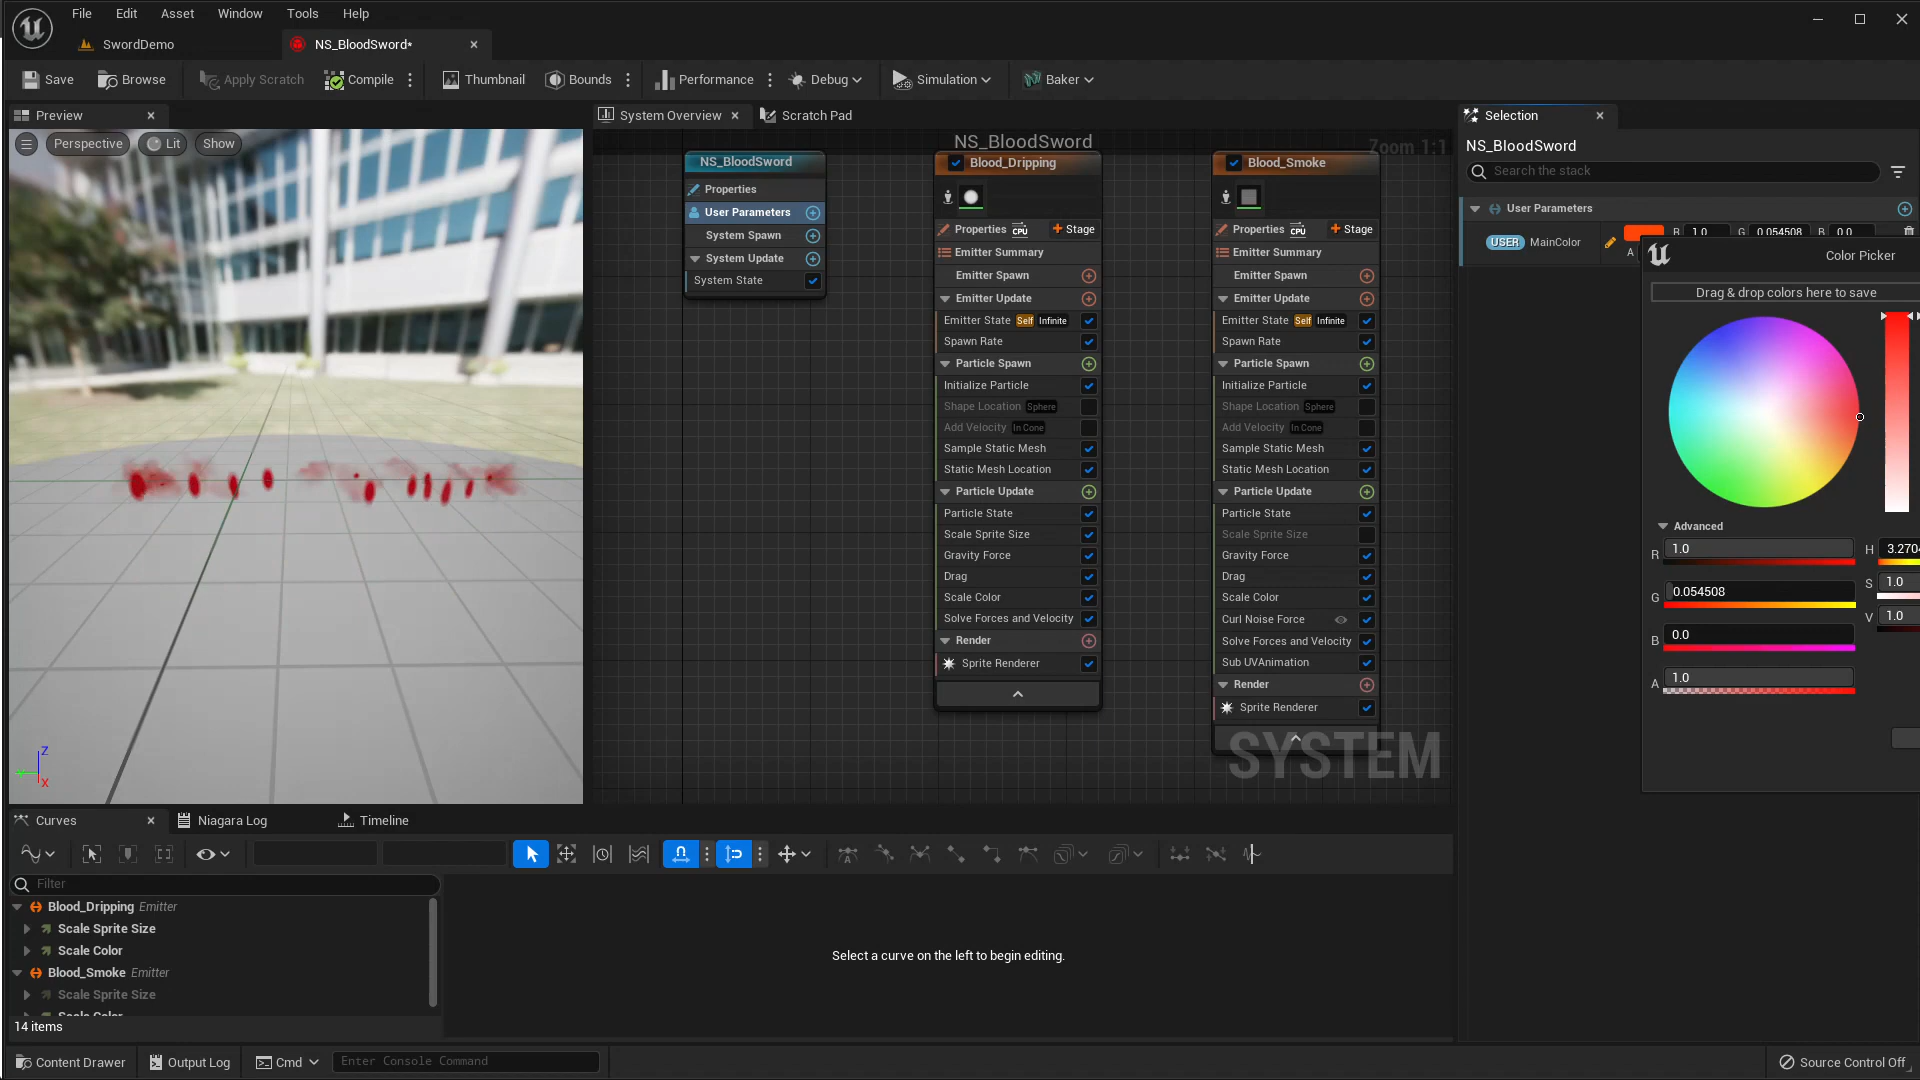 File Edit Asset Window Tools Help
SwordDemo
NS_BloodSword*
Save Browse Apply Scratch Compile Thumbnail Bounds Performance Debug Simulation Baker
Preview
Perspective Lit Show
Z
X
System Overview Scratch Pad
NS_BloodSword
Zoom 1:1
NS_BloodSword
Properties
User Parameters
System Spawn
System Update
System State
Blood_Dripping
Properties CPU Stage
Emitter Summary
Emitter Spawn
Emitter Update
Emitter State Self Infinite
Spawn Rate
Particle Spawn
Initialize Particle
Shape Location Sphere
Add Velocity In Cone
Sample Static Mesh
Static Mesh Location
Particle Update
Particle State
Scale Sprite Size
Gravity Force
Drag
Scale Color
Solve Forces and Velocity
Render
Sprite Renderer
Blood_Smoke
Properties CPU Stage
Emitter Summary
Emitter Spawn
Emitter Update
Emitter State Self Infinite
Spawn Rate
Particle Spawn
Initialize Particle
Shape Location Sphere
Add Velocity In Cone
Sample Static Mesh
Static Mesh Location
Particle Update
Particle State
Scale Sprite Size
Gravity Force
Drag
Scale Color
Curl Noise Force
Solve Forces and Velocity
Sub UVAnimation
Render
Sprite Renderer
SYSTEM
Selection
NS_BloodSword
Search the stack
User Parameters
USER MainColor R 1.0 G 0.054508 B 0.0
A
Color Picker
Drag & drop colors here to save
Advanced
R 1.0 H 3.2704
G 0.054508 S 1.0
B 0.0 V 1.0
A 1.0
Curves Niagara Log Timeline
Filter
Blood_Dripping Emitter
Scale Sprite Size
Scale Color
Blood_Smoke Emitter
Scale Sprite Size
Scale Color
14 items
Select a curve on the left to begin editing.
Content Drawer Output Log Cmd Enter Console Command Source Control Off